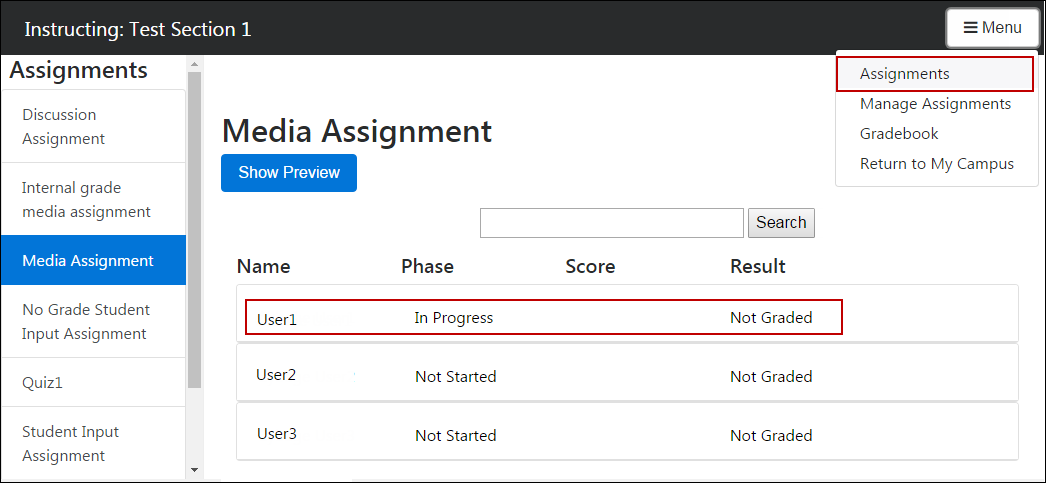 Instructing: Test Section 1
Menu
Assignments
Manage Assignments
Gradebook
Return to My Campus
Assignments
Discussion
Assignment
Internal grade
media assignment
Media Assignment
No Grade Student
Input Assignment
Quiz1
Student Input
Assignment
Media Assignment
Show Preview
Search
Name Phase Score Result
User1 In Progress Not Graded
User2 Not Started Not Graded
User3 Not Started Not Graded